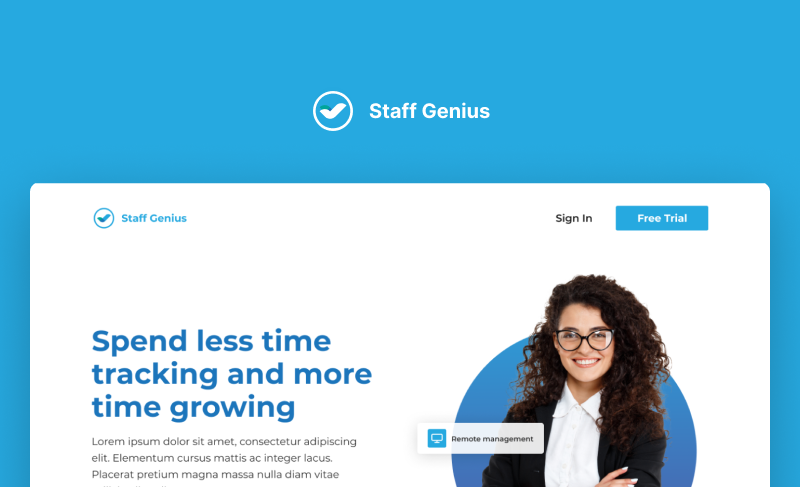 Staff Genius
Staff Genius
Sign In
Free Trial
Spend less time
tracking and more
time growing
Lorem ipsum dolor sit amet, consectetur adipiscing
elit. Elementum cursus mattis ac integer lacus.
Placerat pretium magna massa nulla diam vitae
Remote management